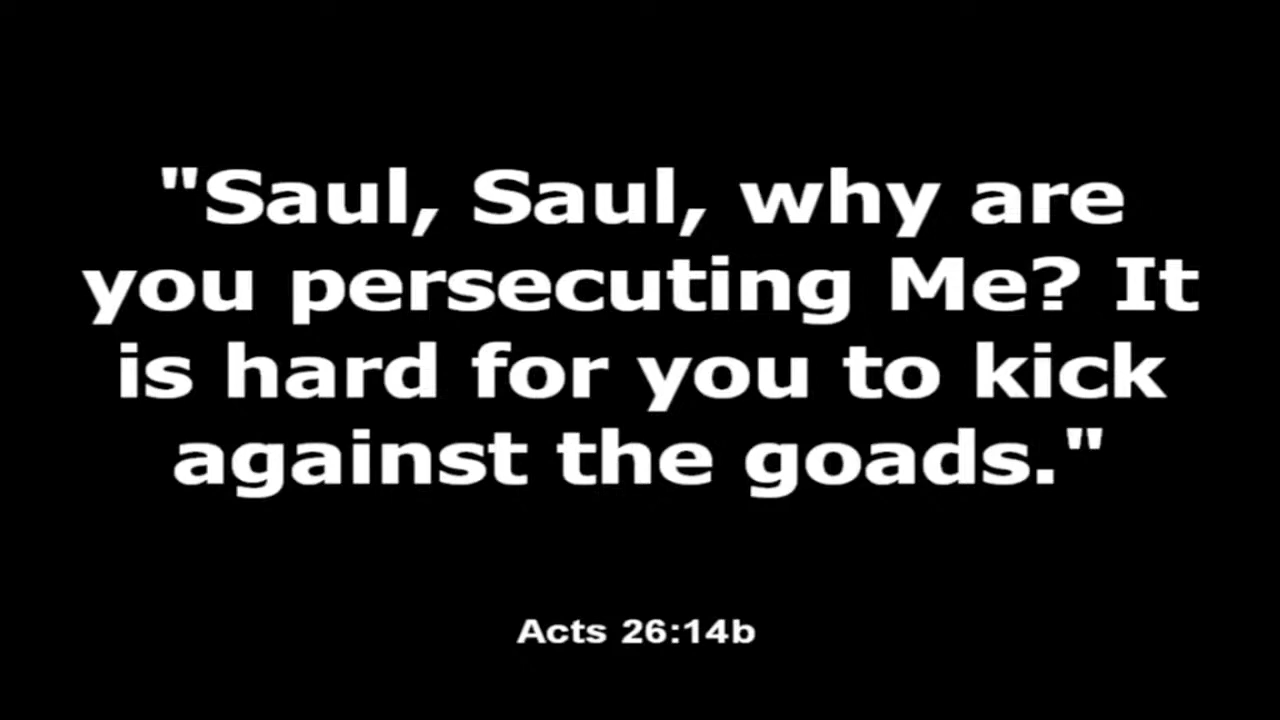 "Saul, Saul, why are
you persecuting Me? It
is hard for you to kick
against the goads."
Acts 26:14b